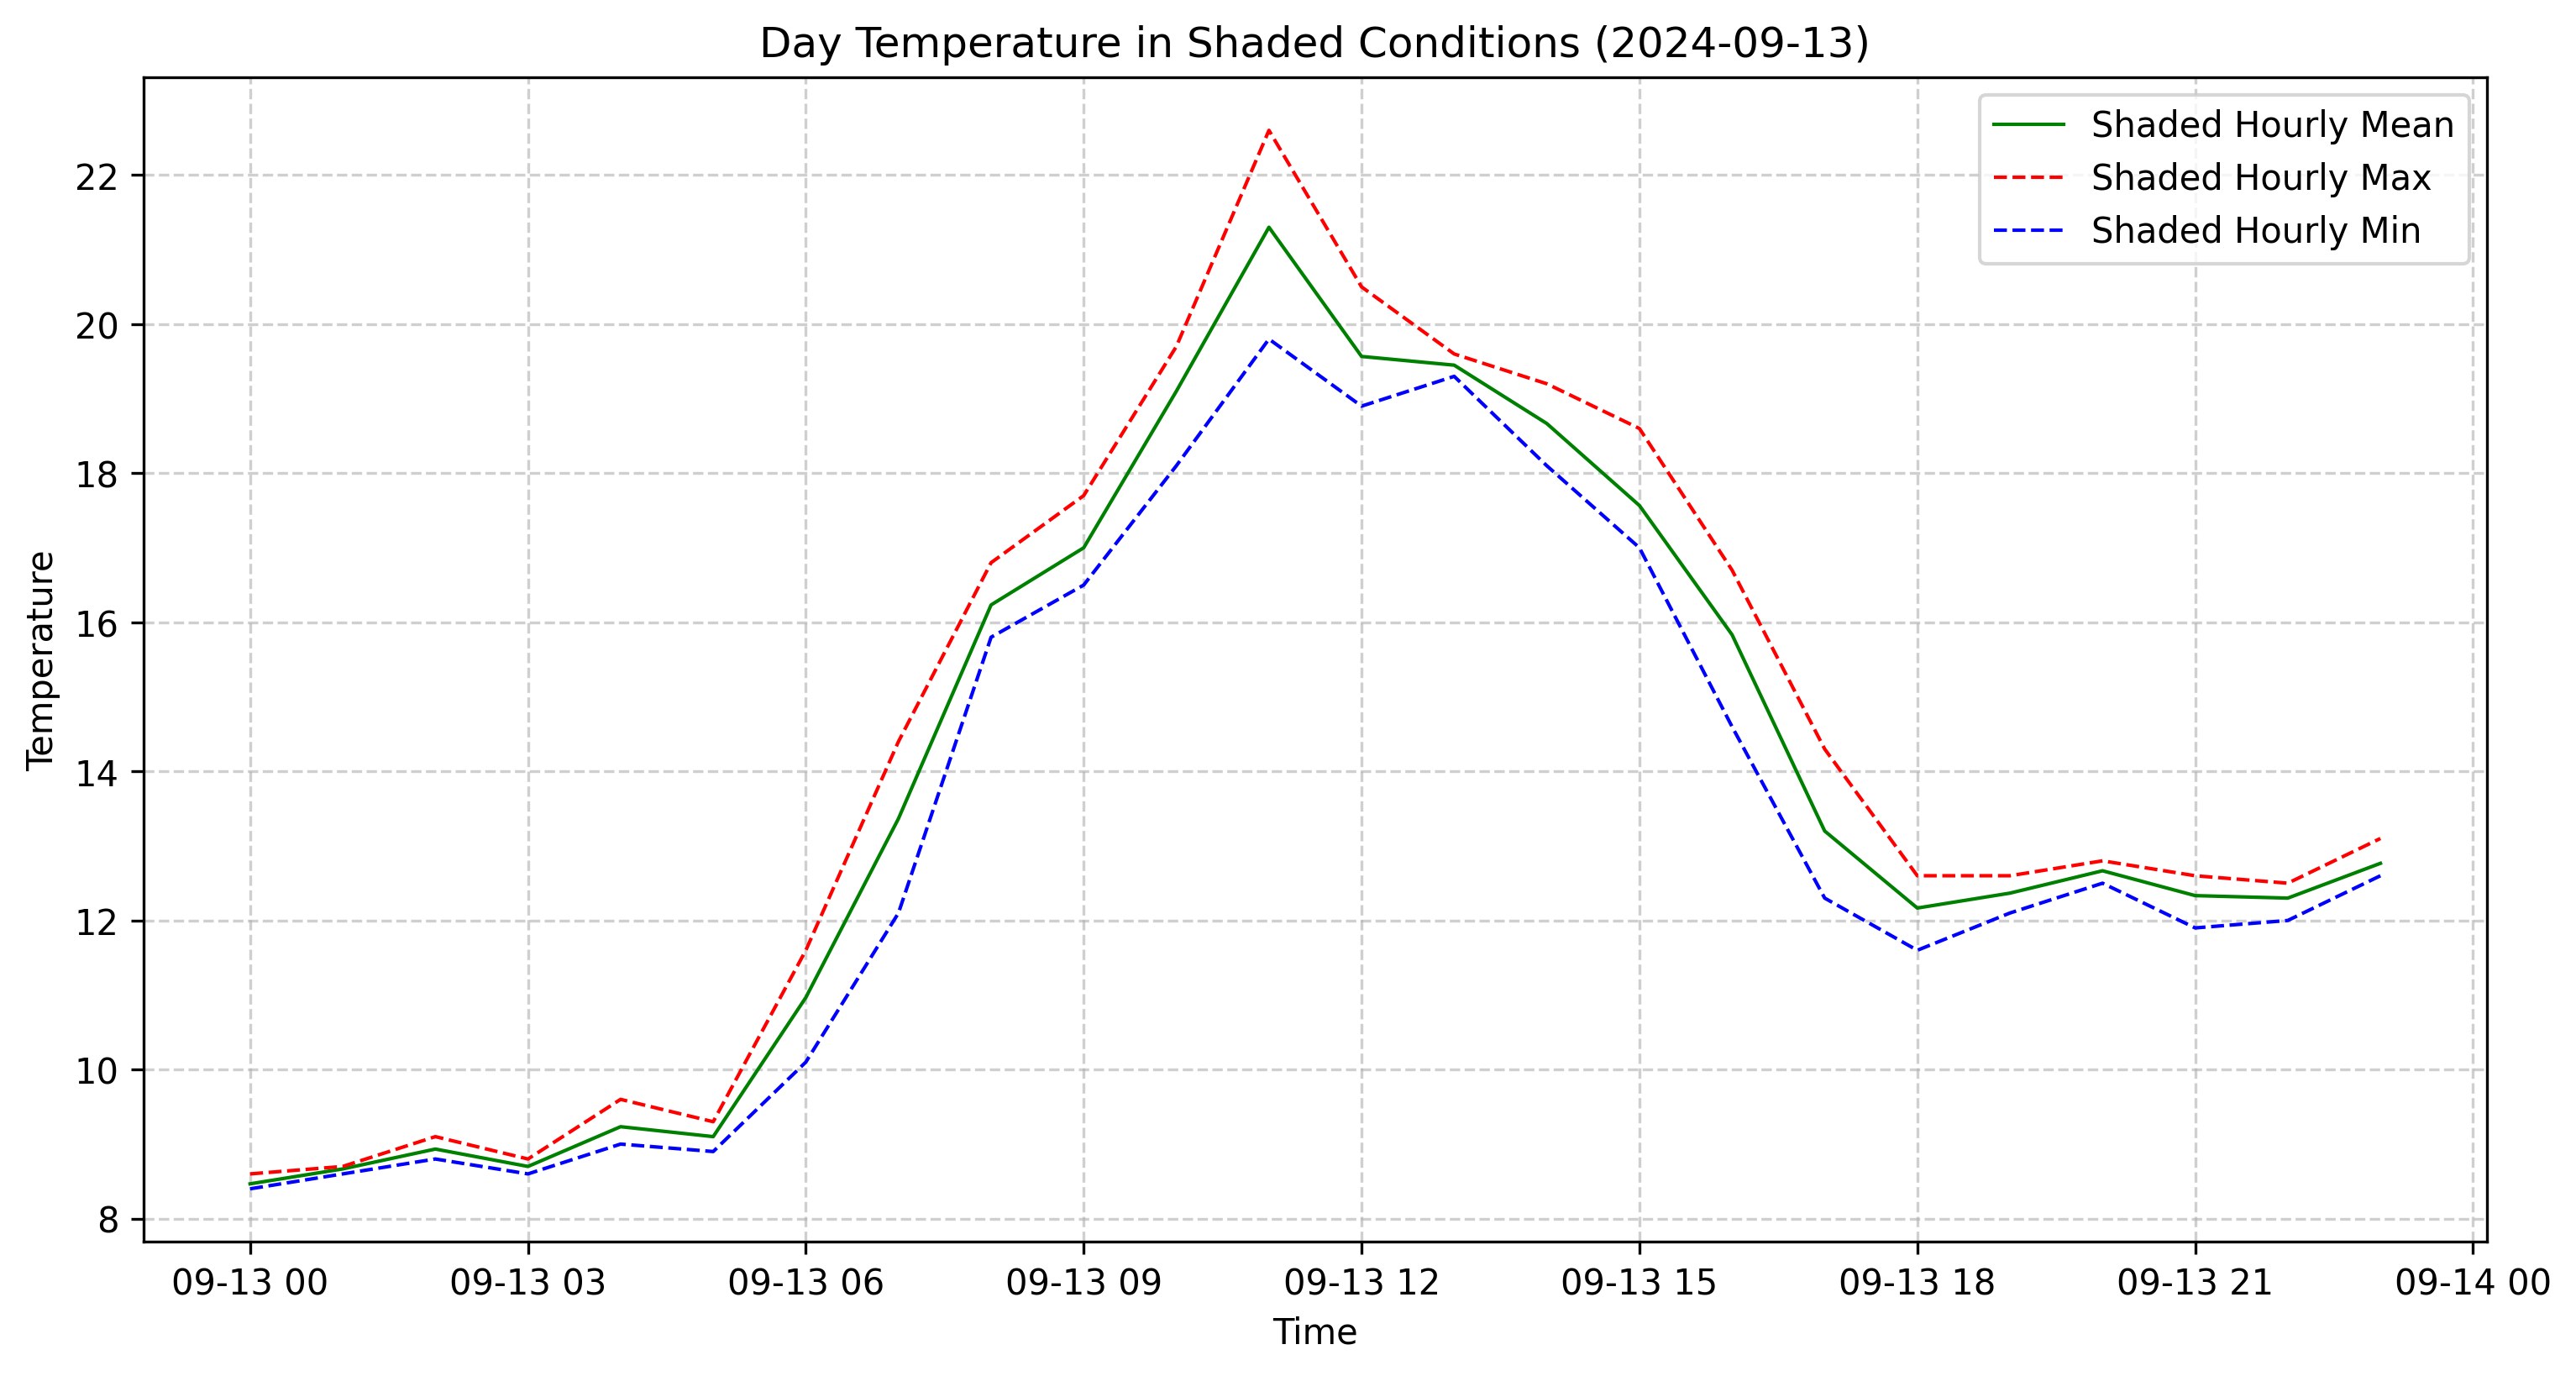 Day Temperature in Shaded Conditions (2024-09-13)
Shaded Hourly Mean
Shaded Hourly Max
Shaded Hourly Min
Temperature
22
20
18
16
14
12
10
8
09-13 00 09-13 03 09-13 06 09-13 09 09-13 12 09-13 15 09-13 18 09-13 21 09-14 00
Time